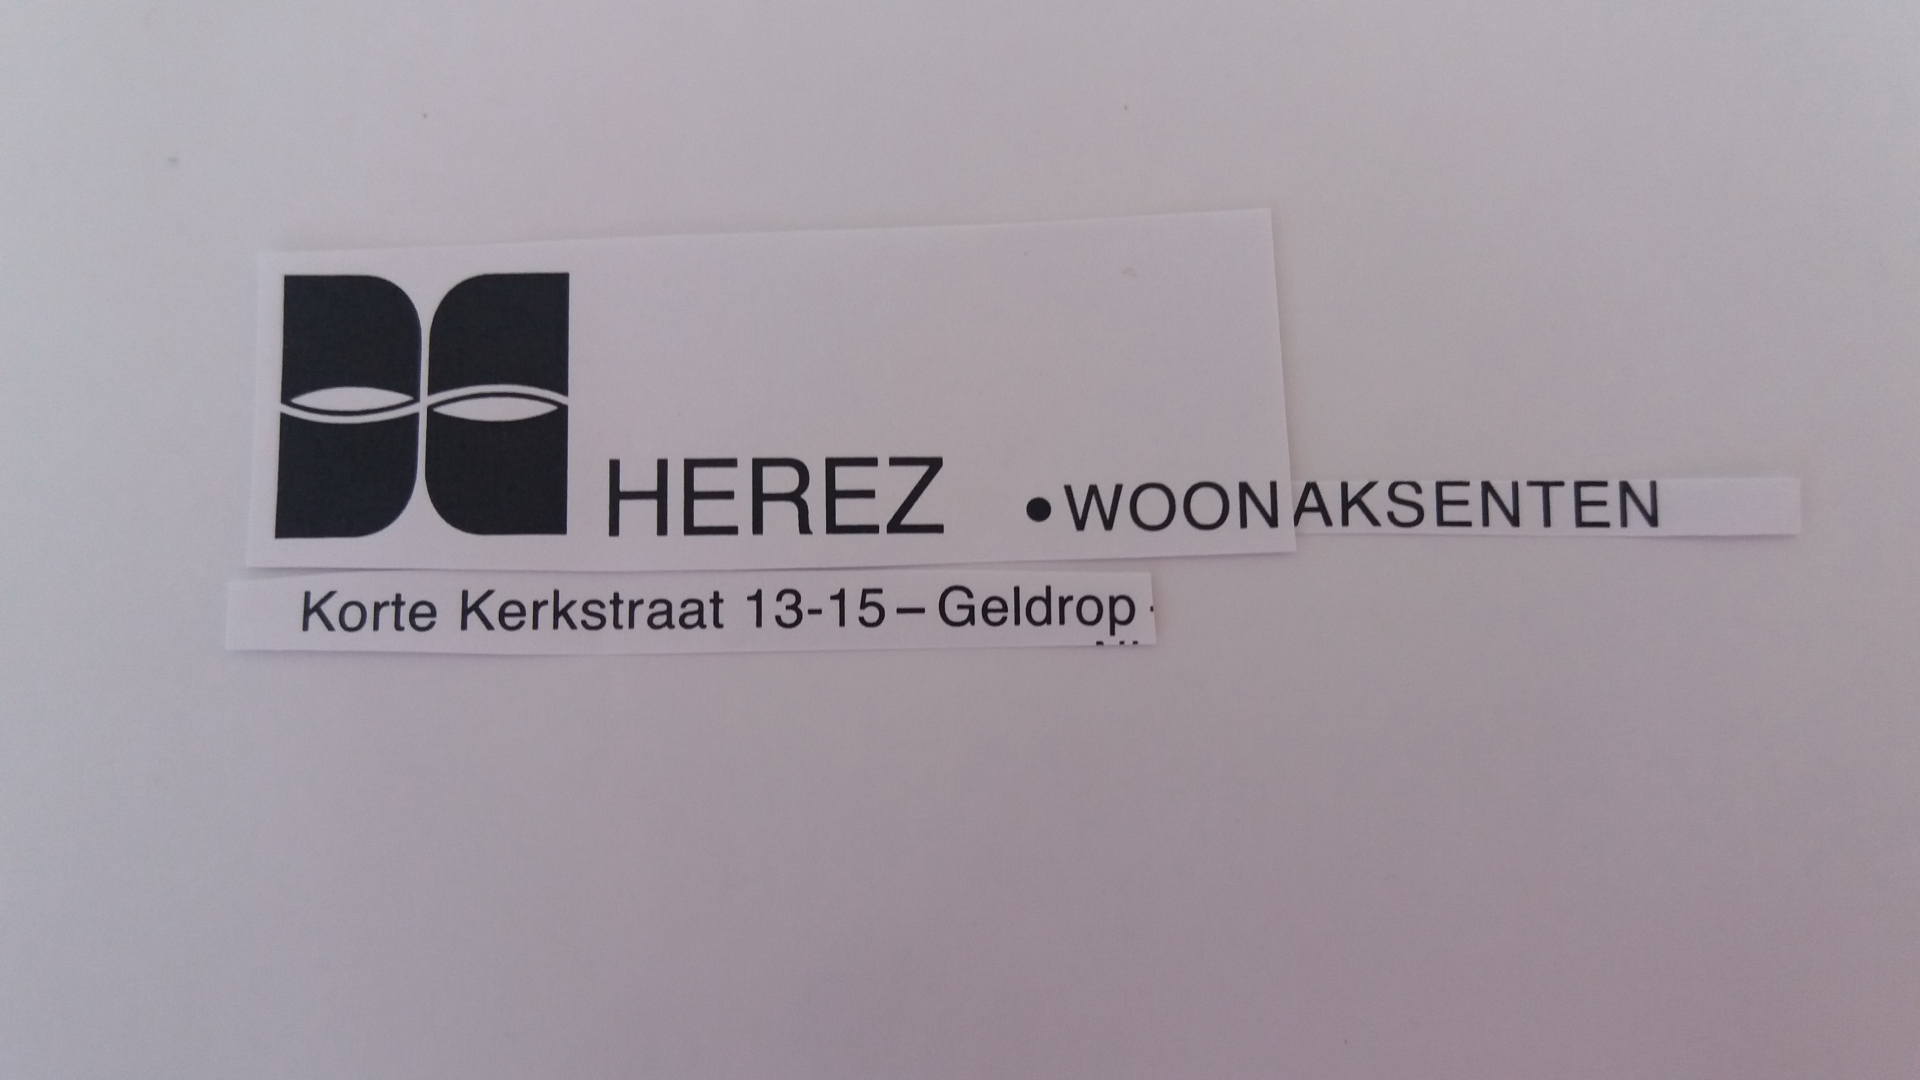 HEREZ •WOONAKSENTEN
Korte Kerkstraat 13-15 – Geldrop